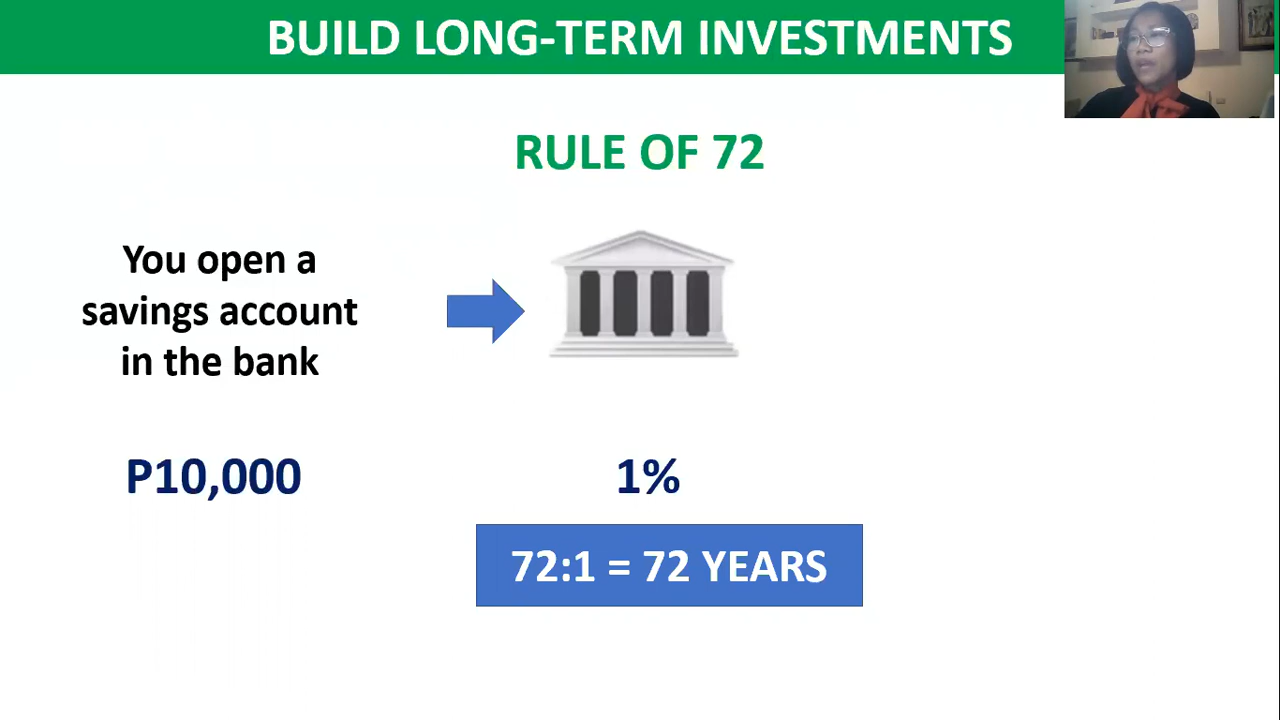 BUILD LONG-TERM INVESTMENTS
RULE OF 72
You open a
savings account
in the bank
P10,000
1%
72:1 = 72 YEARS